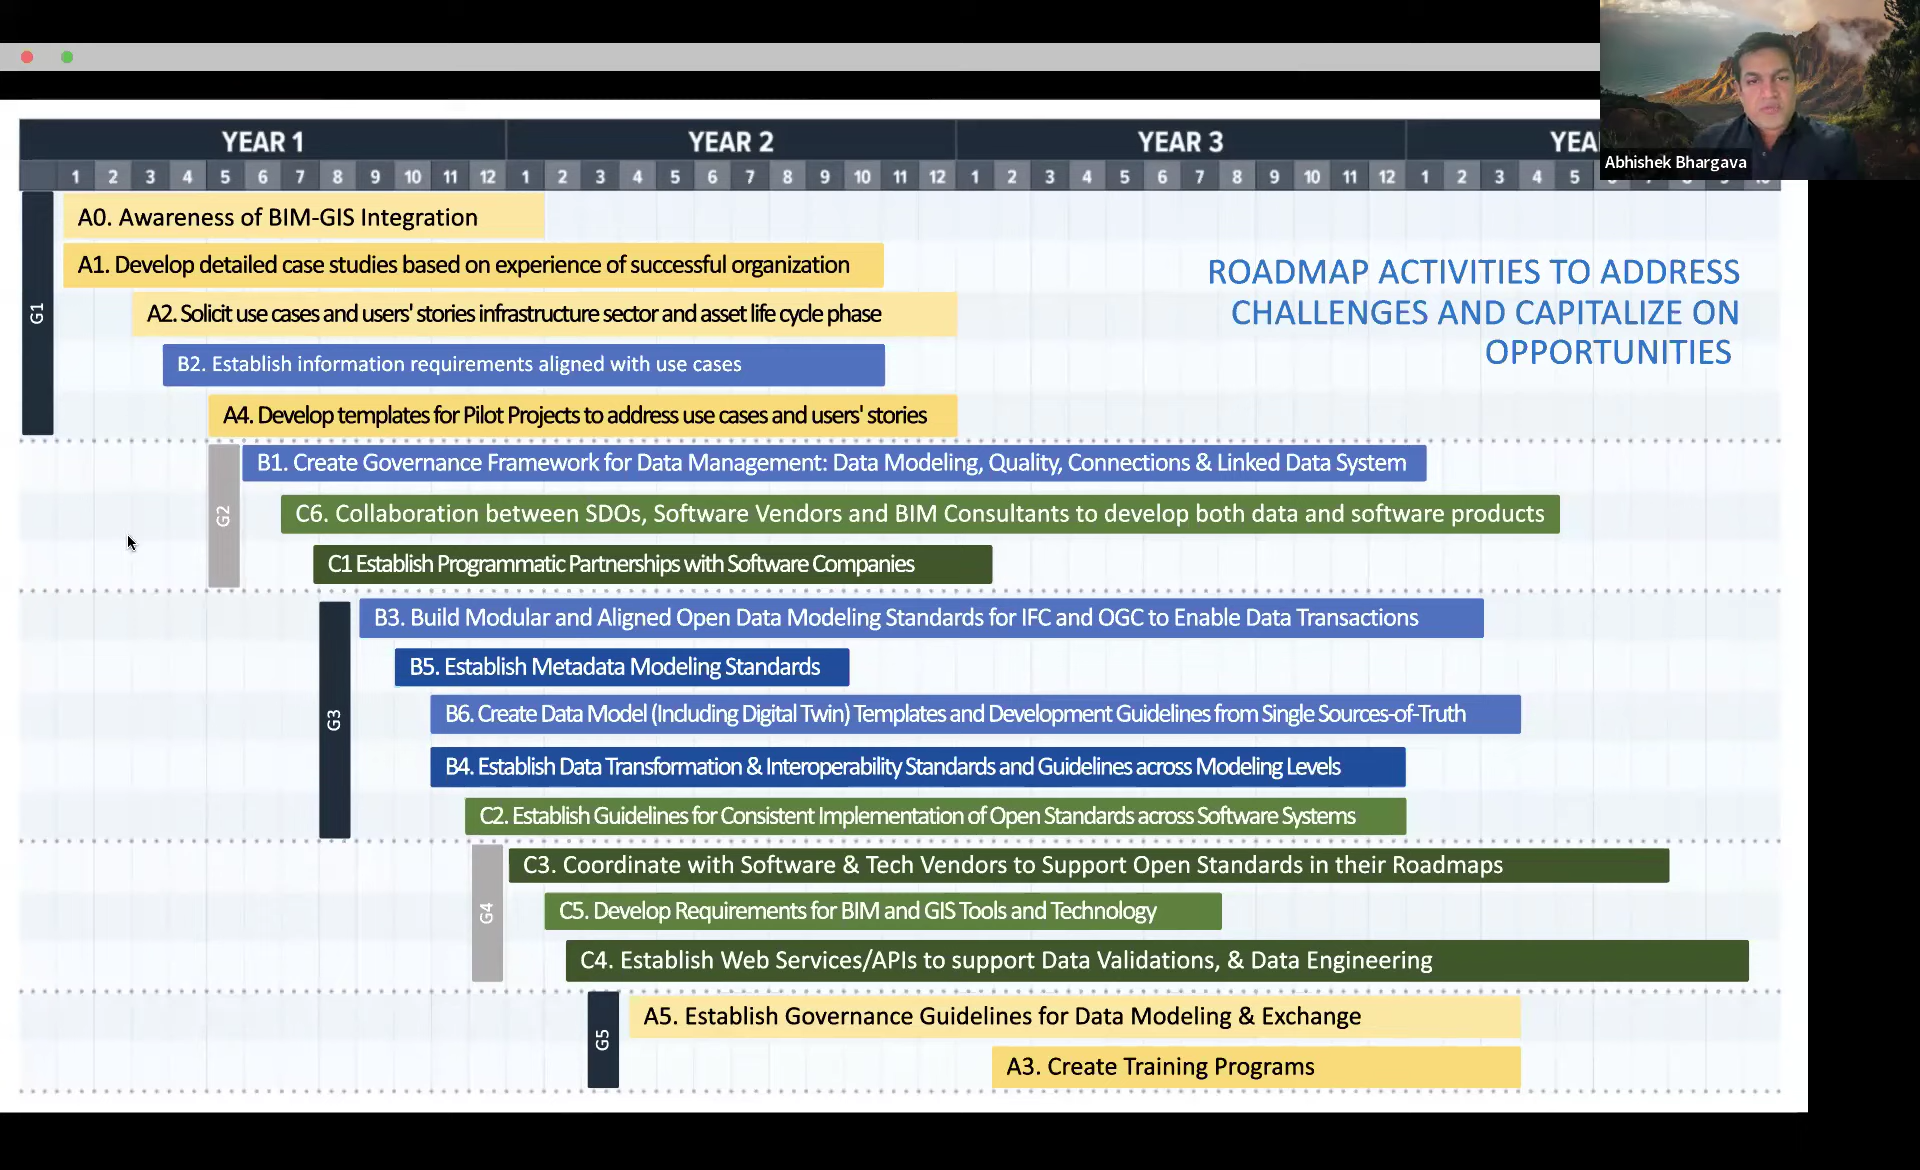 YEAR 1 YEAR 2 YEAR 3 YEA
1 2 3 4 5 6 7 8 9 10 11 12 1 2 3 4 5 6 7 8 9 10 11 12 1 2 3 4 5 6 7 8 9 10 11 12 1 2 3 4 5
Abhishek Bhargava
G1
A0. Awareness of BIM-GIS Integration
A1. Develop detailed case studies based on experience of successful organization
A2. Solicit use cases and users' stories infrastructure sector and asset life cycle phase
B2. Establish information requirements aligned with use cases
A4. Develop templates for Pilot Projects to address use cases and users' stories
ROADMAP ACTIVITIES TO ADDRESS
CHALLENGES AND CAPITALIZE ON
OPPORTUNITIES
G2
B1. Create Governance Framework for Data Management: Data Modeling, Quality, Connections & Linked Data System
C6. Collaboration between SDOs, Software Vendors and BIM Consultants to develop both data and software products
C1 Establish Programmatic Partnerships with Software Companies
G3
B3. Build Modular and Aligned Open Data Modeling Standards for IFC and OGC to Enable Data Transactions
B5. Establish Metadata Modeling Standards
B6. Create Data Model (Including Digital Twin) Templates and Development Guidelines from Single Sources-of-Truth
B4. Establish Data Transformation & Interoperability Standards and Guidelines across Modeling Levels
C2. Establish Guidelines for Consistent Implementation of Open Standards across Software Systems
G4
C3. Coordinate with Software & Tech Vendors to Support Open Standards in their Roadmaps
C5. Develop Requirements for BIM and GIS Tools and Technology
C4. Establish Web Services/APIs to support Data Validations, & Data Engineering
G5
A5. Establish Governance Guidelines for Data Modeling & Exchange
A3. Create Training Programs